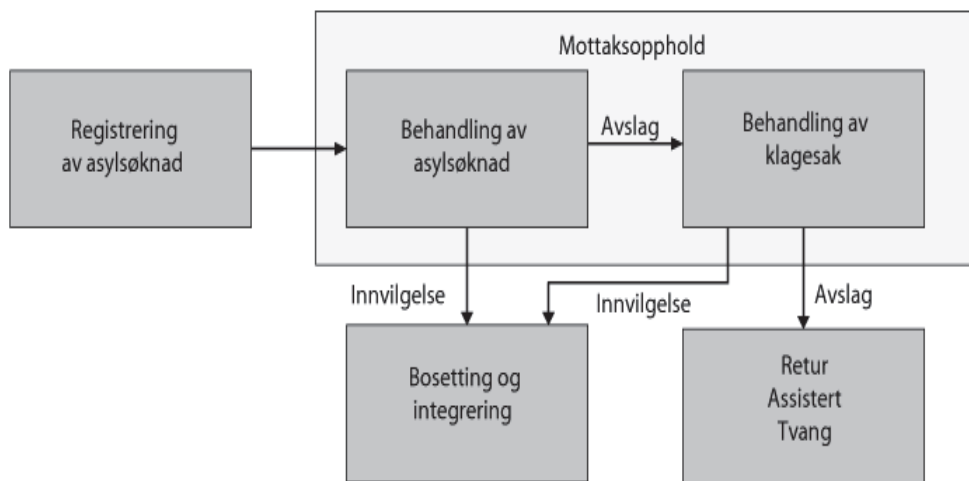 Mottaksopphold
Registrering
av asylsøknad
Behandling av
asylsøknad
Avslag
Behandling av
klagesak
Innvilgelse
Innvilgelse
Avslag
Bosetting og
integrering
Retur
Assistert
Tvang